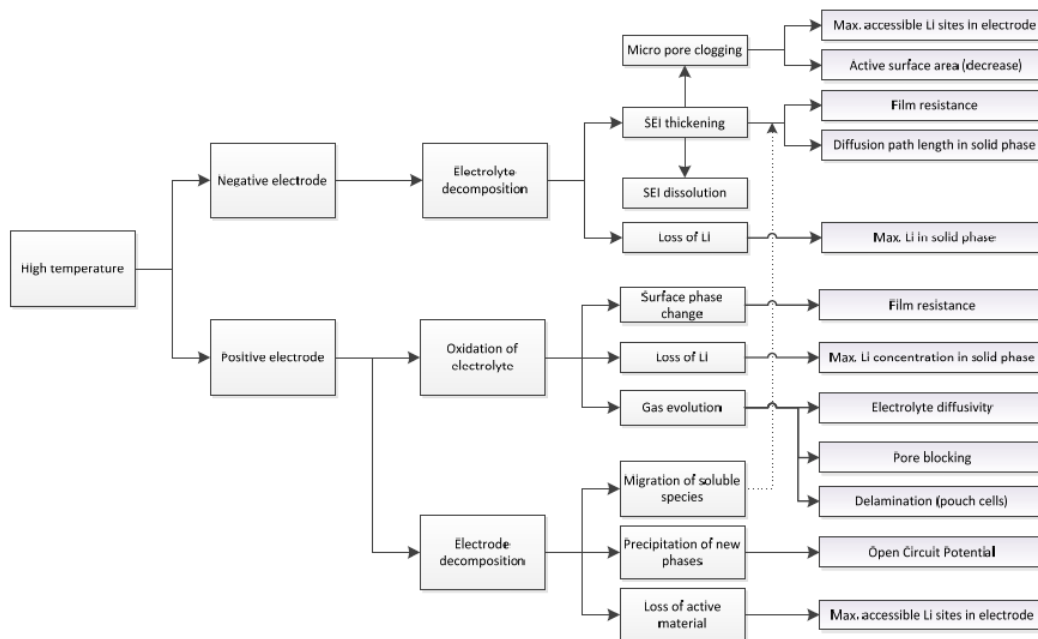 High temperature
Negative electrode
Positive electrode
Electrolyte
decomposition
Oxidation of
electrolyte
Electrode
decomposition
Micro pore clogging
SEI thickening
SEI dissolution
Loss of Li
Surface phase
change
Loss of Li
Gas evolution
Migration of soluble
species
Precipitation of new
phases
Loss of active
material
Max. accessible Li sites in electrode
Active surface area (decrease)
Film resistance
Diffusion path length in solid phase
Max. Li in solid phase
Film resistance
Max. Li concentration in solid phase
Electrolyte diffusivity
Pore blocking
Delamination (pouch cells)
Open Circuit Potential
Max. accessible Li sites in electrode